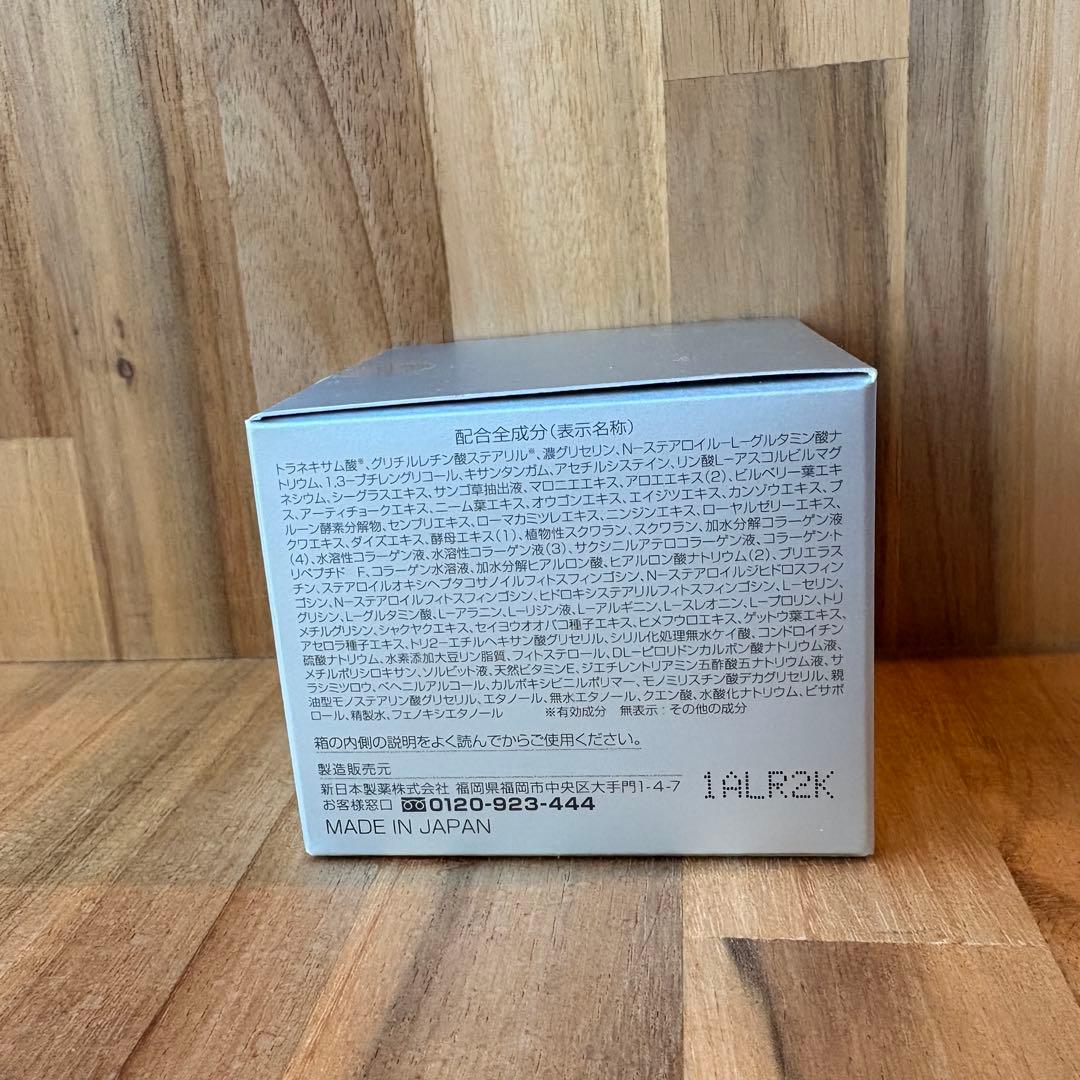 配合全成分(表示名称)
トラネキサム酸※、グリチルレチン酸ステアリル※、濃グリセリン、N-ステアロイル-L-グルタミン酸ナ
トリウム、1,3-ブチレングリコール、キサンタンガム、アセチルシステイン、リン酸L-アスコルビルマグ
ネシウム、シーグラスエキス、サンゴ草抽出液、マロニエエキス、アロエエキス(2)、ビルベリー葉エキ
ス、アーティチョークエキス、ニーム葉エキス、オウゴンエキス、エイジツエキス、カンゾウエキス、プ
ルーン酵素分解物、センブリエキス、ローマカミツレエキス、ニンジンエキス、ローヤルゼリーエキス、
クワエキス、ダイズエキス、酵母エキス(1)、植物性スクワラン、スクワラン、加水分解コラーゲン液
(4)、水溶性コラーゲン液、水溶性コラーゲン液(3)、サクシニルアテロコラーゲン液、コラーゲン・ト
リペプチド F、コラーゲン水溶液、加水分解ヒアルロン酸、ヒアルロン酸ナトリウム(2)、プリエラス
チン、ステアロイルオキシヘプタコサノイルフィトスフィンゴシン、N-ステアロイルジヒドロスフィン
ゴシン、N-ステアロイルフィトスフィンゴシン、ヒドロキシステアリルフィトスフィンゴシン、L-セリン、
グリシン、L-グルタミン酸、L-アラニン、L-リジン液、L-アルギニン、L-スレオニン、L-プロリン、トリ
メチルグリシン、シャクヤクエキス、セイヨウオオバコ種子エキス、ヒメフウロエキス、ゲットウ葉エキス、
アセロラ種子エキス、トリ2-エチルヘキサン酸グリセリル、シリル化処理無水ケイ酸、コンドロイチン
硫酸ナトリウム、水素添加大豆リン脂質、フィトステロール、DL-ピロリドンカルボン酸ナトリウム液、
メチルポリシロキサン、ソルビット液、天然ビタミンE、ジエチレントリアミン五酢酸五ナトリウム液、サ
ラシミツロウ、ベヘニルアルコール、カルボキシビニルポリマー、モノミリスチン酸デカグリセリル、親
油型モノステアリン酸グリセリル、エタノール、無水エタノール、クエン酸、水酸化ナトリウム、ビサボ
ロール、精製水、フェノキシエタノール ※有効成分 無表示:その他の成分
箱の内側の説明をよく読んでからご使用ください。
製造販売元
新日本製薬株式会社 福岡県福岡市中央区大手門1-4-7
お客様窓口 0120-923-444
MADE IN JAPAN
1ALR2K